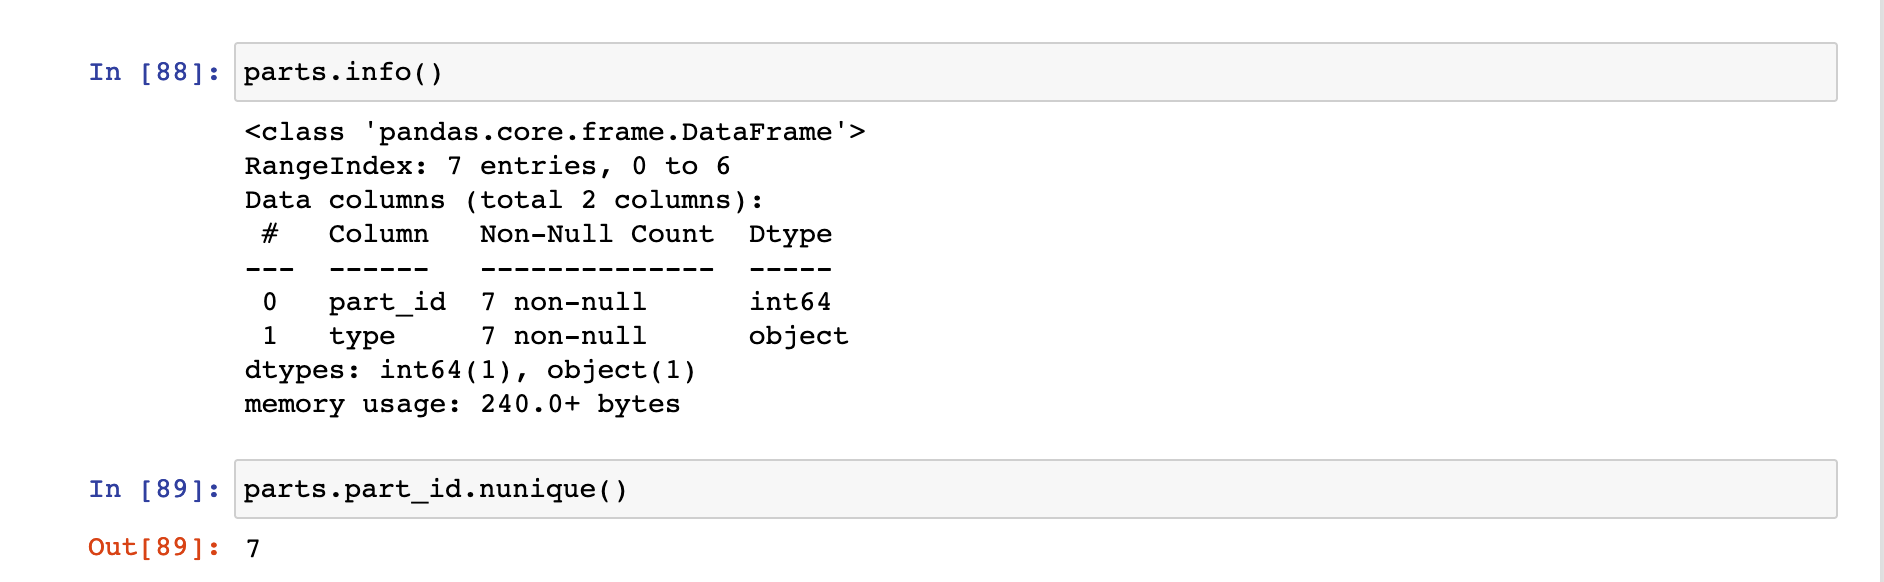 In [88]: parts.info()
<class 'pandas.core.frame.DataFrame'>
RangeIndex: 7 entries, 0 to 6
Data columns (total 2 columns):
 #   Column   Non-Null Count  Dtype
---  ------   --------------  -----
 0   part_id  7 non-null      int64
 1   type     7 non-null      object
dtypes: int64(1), object(1)
memory usage: 240.0+ bytes
In [89]: parts.part_id.nunique()
Out[89]: 7